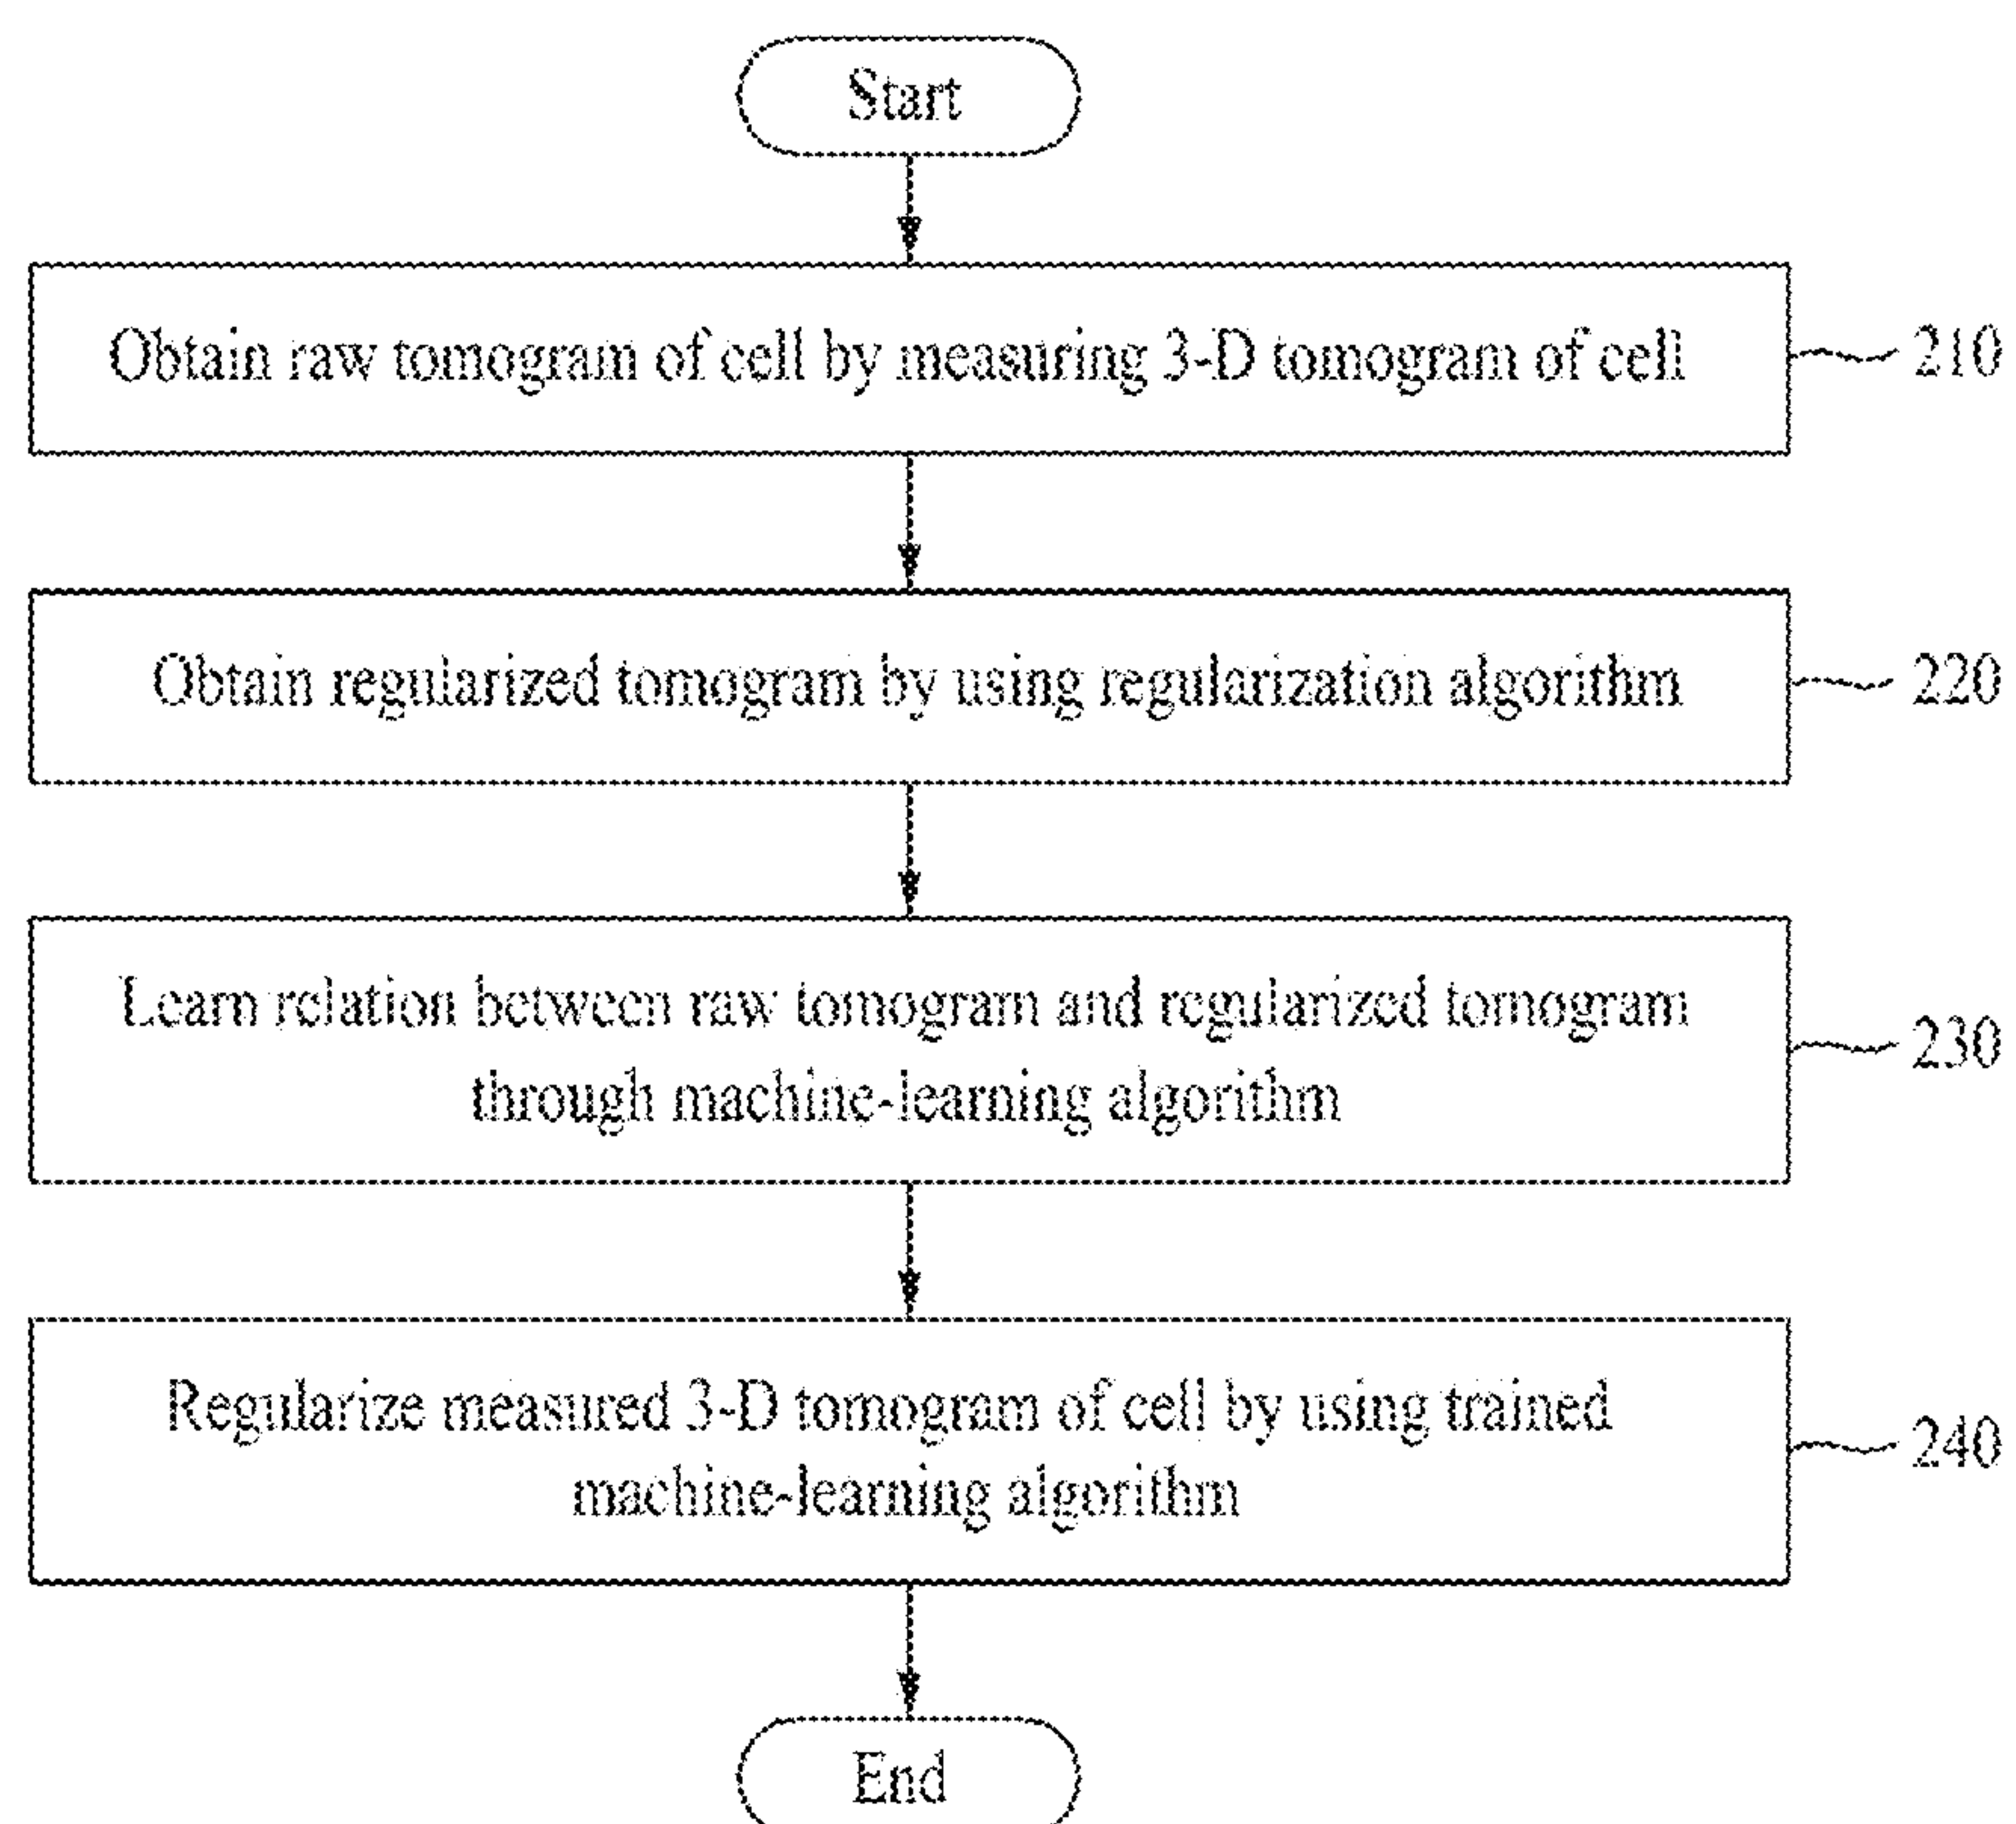 Start
Obtain raw tomogram of cell by measuring 3-D tomogram of cell
210
Obtain regularized tomogram by using regularization algorithm
220
Learn relation between raw tomogram and regularized tomogram
through machine-learning algorithm
230
Regularize measured 3-D tomogram of cell by using trained
machine-learning algorithm
240
End